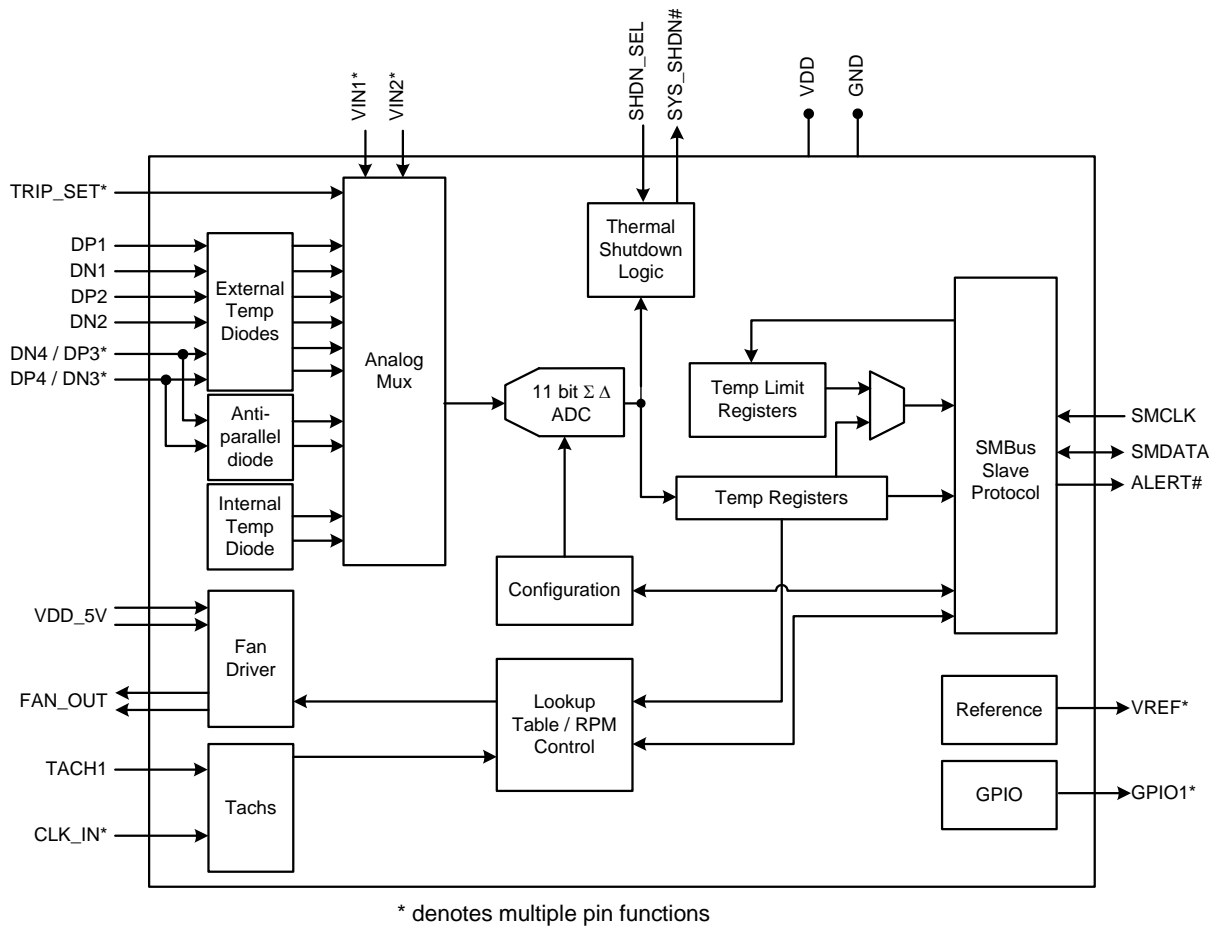 VIN1*
VIN2*
SHDN_SEL
SYS_SHDN#
VDD
GND
TRIP_SET*
DP1
DN1
DP2
DN2
DN4 / DP3*
DP4 / DN3*
External
Temp
Diodes
Anti-
parallel
diode
Internal
Temp
Diode
Analog
Mux
11 bit Σ Δ
ADC
Thermal
Shutdown
Logic
Temp Limit
Registers
Temp Registers
SMBus
Slave
Protocol
SMCLK
SMDATA
ALERT#
Configuration
VDD_5V
FAN_OUT
Fan
Driver
Lookup
Table / RPM
Control
Reference
VREF*
TACH1
CLK_IN*
Tachs
GPIO
GPIO1*
* denotes multiple pin functions